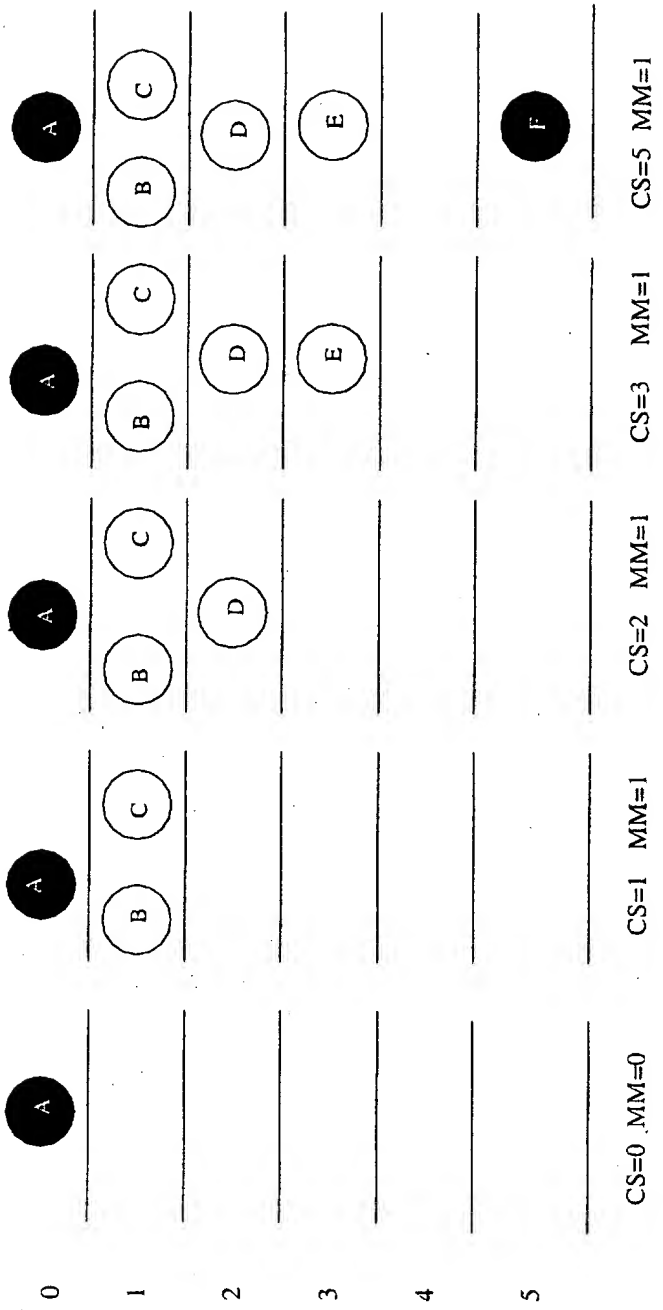 0 A A A A A
1 B C B C B C B C
2 D D D
3 E E
4
5 F
CS=0 MM=0 CS=1 MM=1 CS=2 MM=1 CS=3 MM=1 CS=5 MM=1